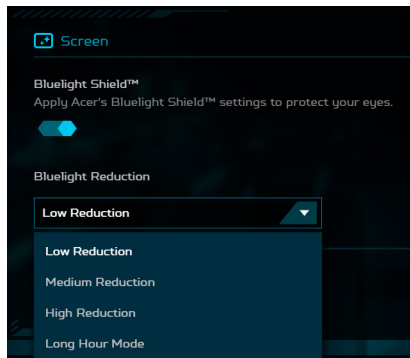 Screen
Bluelight Shield™
Apply Acer's Bluelight Shield™ settings to protect your eyes.
Bluelight Reduction
Low Reduction
Low Reduction
Medium Reduction
High Reduction
Long Hour Mode